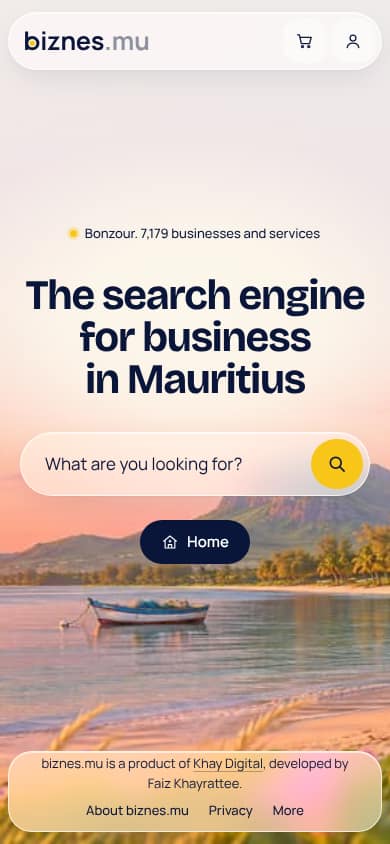 biznes.mu
Bonzour. 7,179 businesses and services
The search engine
for business
in Mauritius
What are you looking for?
Home
biznes.mu is a product of Khay Digital, developed by
Faiz Khayrattee.
About biznes.mu Privacy More